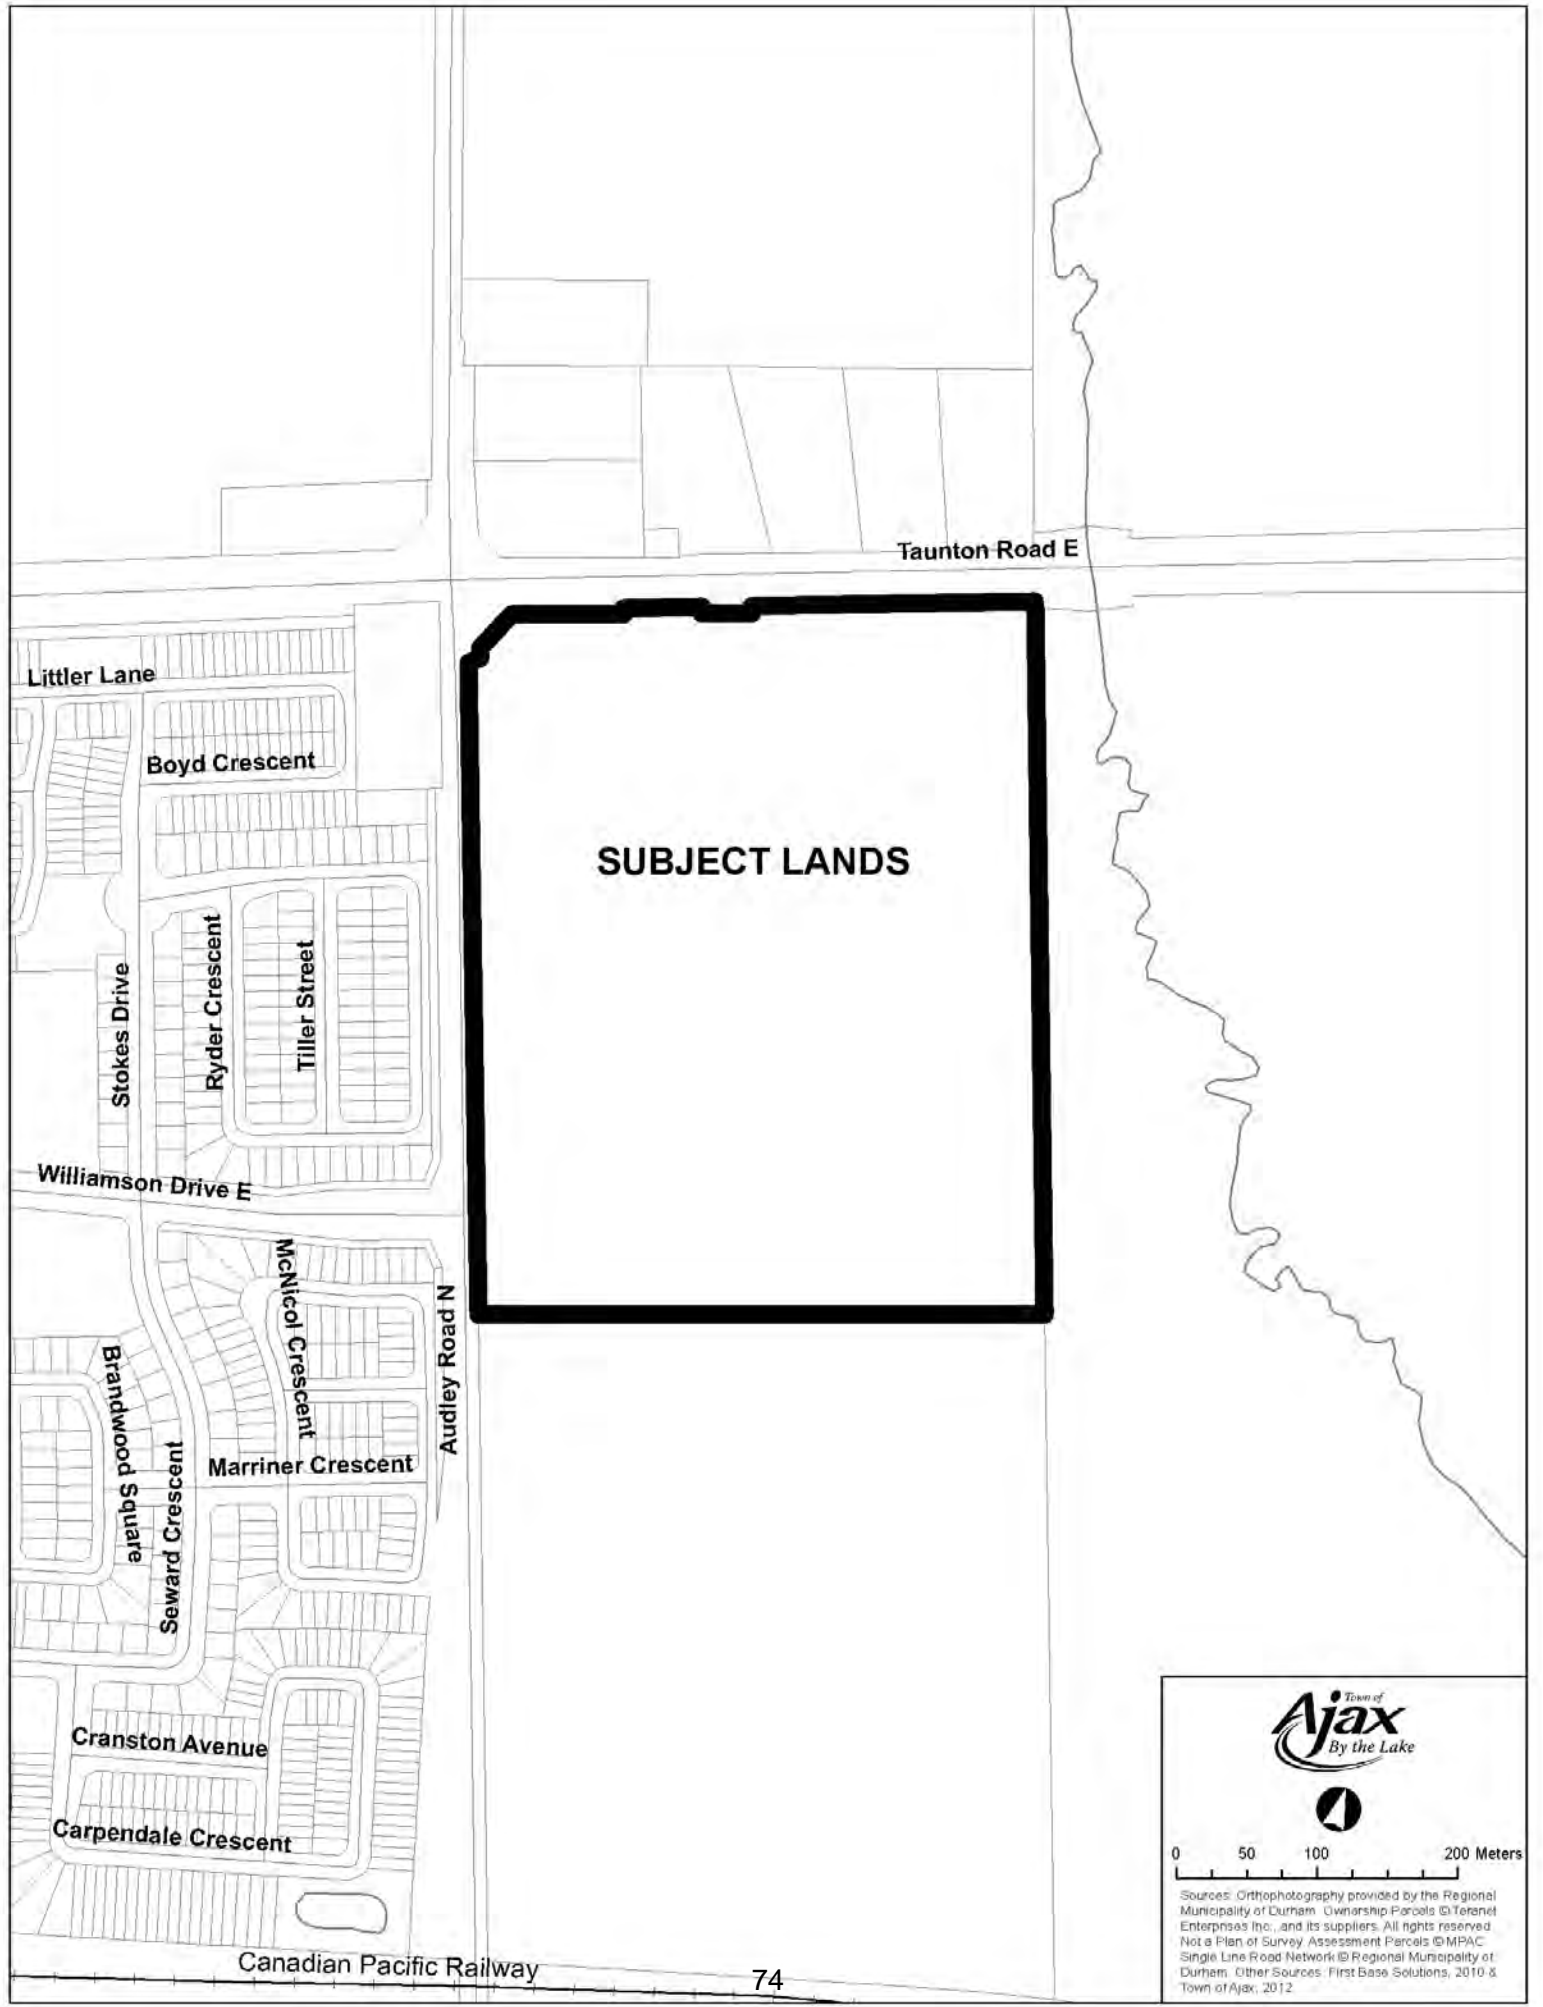 Taunton Road E
Littler Lane
Boyd Crescent
SUBJECT LANDS
Stokes Drive
Ryder Crescent
Tiller Street
Williamson Drive E
McNicol Crescent
Audley Road N
Brandwood Square
Seward Crescent
Marriner Crescent
Cranston Avenue
Carpendale Crescent
Canadian Pacific Railway
74
Town of
Ajax
By the Lake
0 50 100 200 Meters
Sources: Orthophotography provided by the Regional
Municipality of Durham. Ownership Parcels © Teranet
Enterprises Inc., and its suppliers. All rights reserved.
Not a Plan of Survey. Assessment Parcels © MPAC
Single Line Road Network © Regional Municipality of
Durham. Other Sources: First Base Solutions, 2010 &
Town of Ajax, 2012